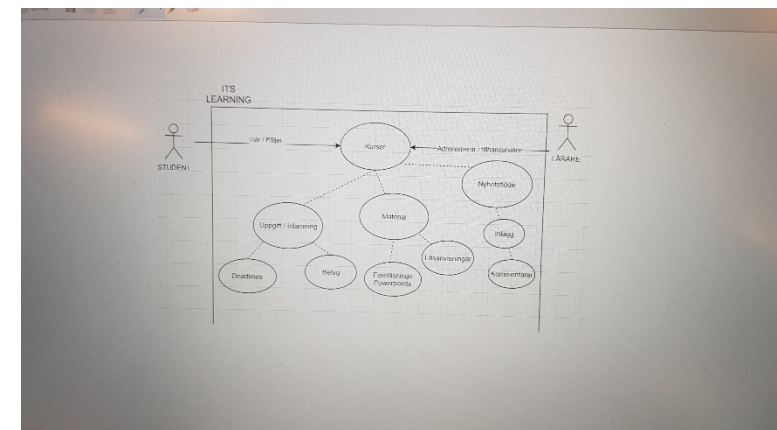 ITS
LEARNING
STUDENT
Går / Följer
Kurser
Administrerar / tillhandahåller
LÄRARE
Nyhetsflöde
Uppgift / Inlämning
Material
Inlägg
Deadlines
Betyg
Föreläsnings
Powerpoints
Läsanvisningar
Kommentarer